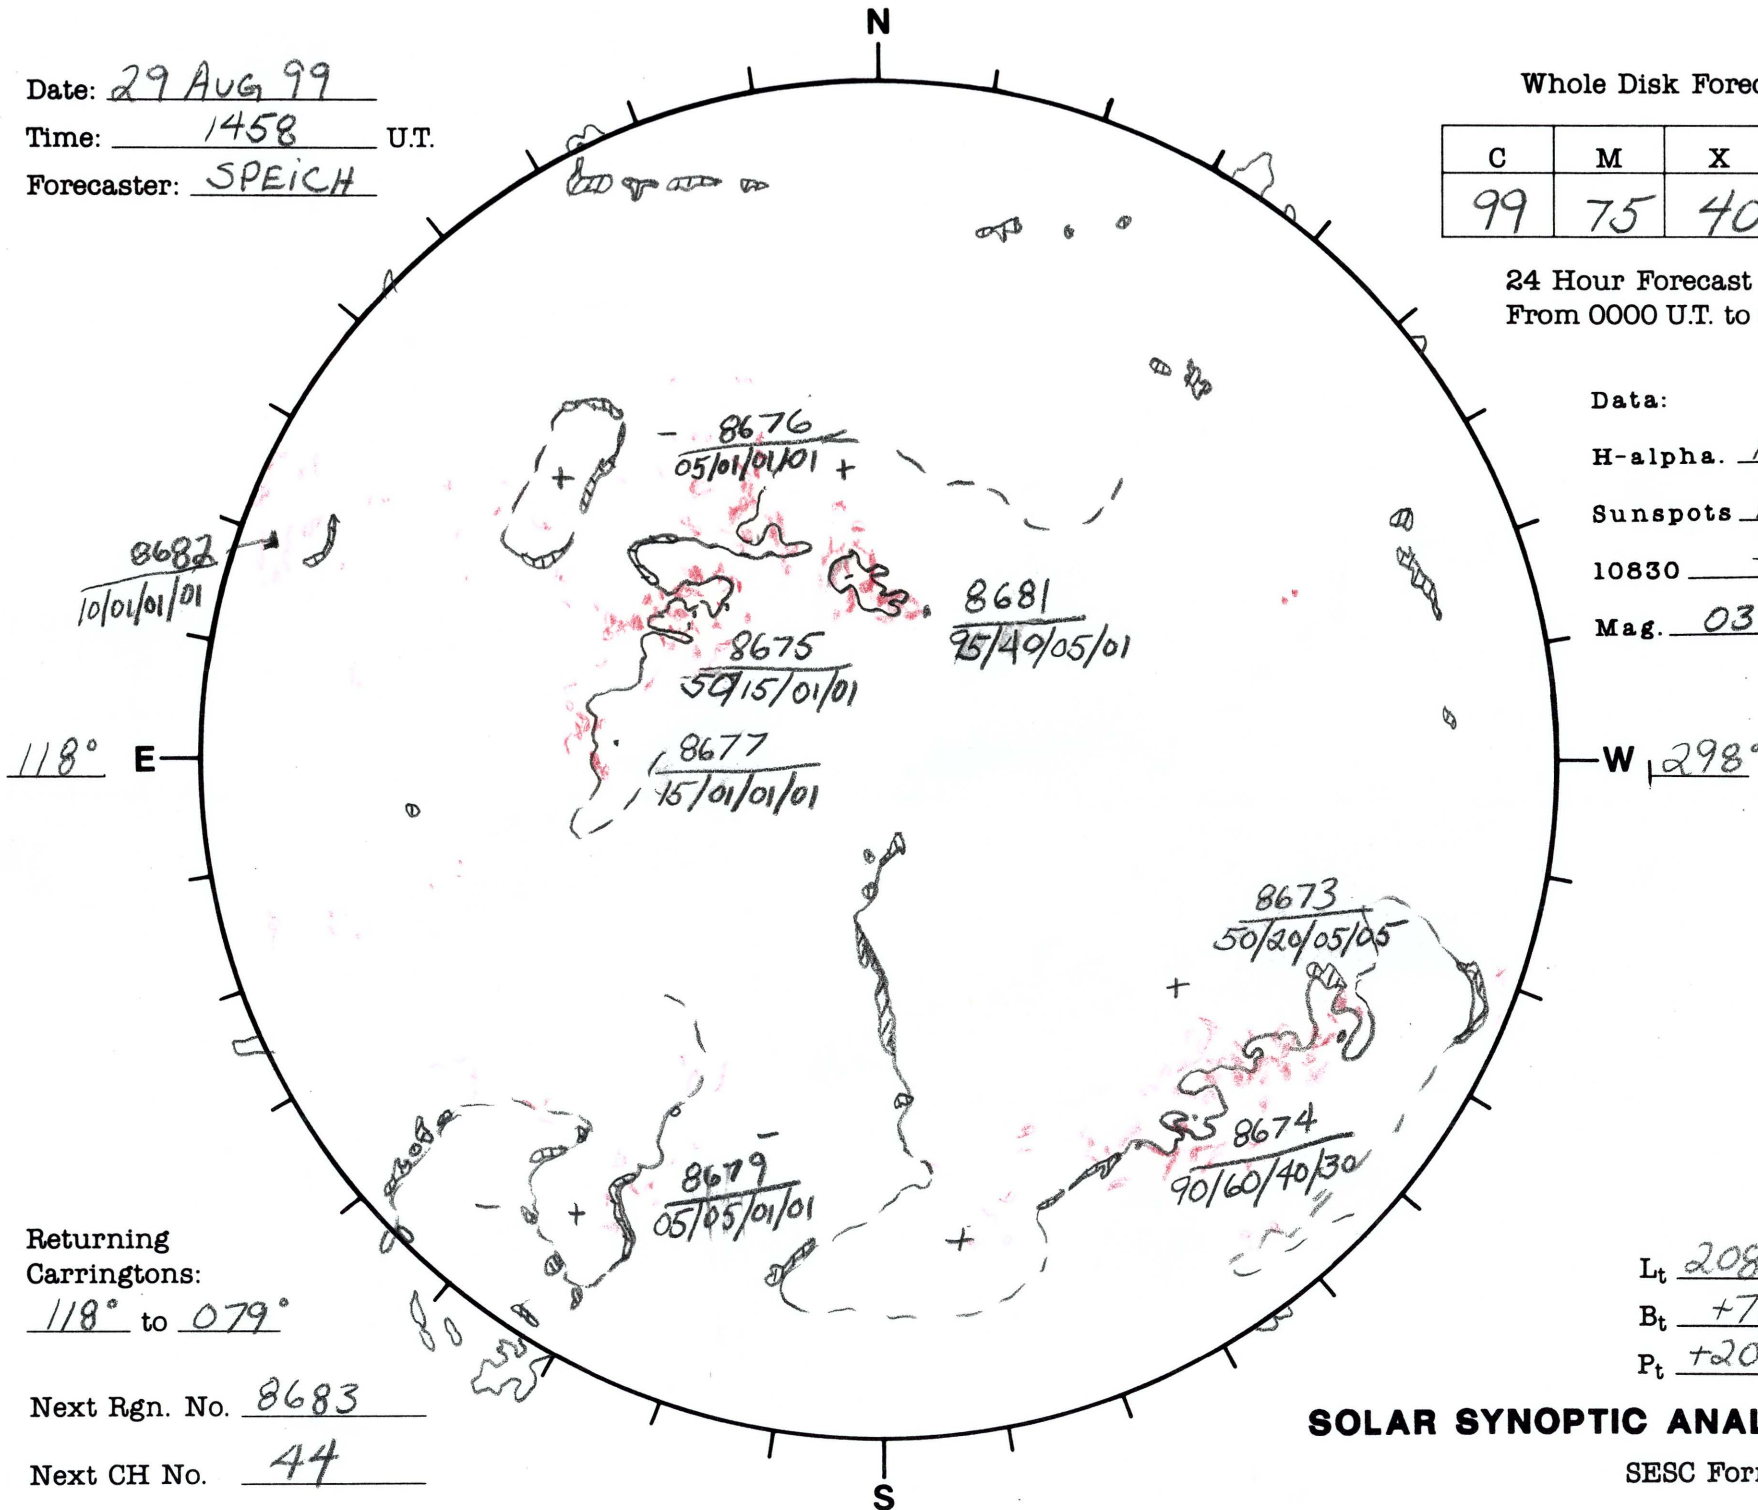 N
Date: 29 AUG 99
Time: 1458 U.T.
Forecaster: SPEICH
Whole Disk Forec
C M X
99 75 40
24 Hour Forecast
From 0000 U.T. to
Data:
H-alpha.
Sunspots
10830
Mag. 03
- 8676
05/01/01/01 +
+
8682
10/01/01/01
8681
95/40/05/01
8675
50/15/01/01
8677
15/01/01/01
118° E
W 298°
8673
50/20/05/05
+
8674
90/60/40/30
-
8679
05/05/01/01
- +
+
Returning
Carringtons:
118° to 079°
Next Rgn. No. 8683
Next CH No. 44
Lt 208
Bt +7
Pt +20
SOLAR SYNOPTIC ANAL
SESC For
S